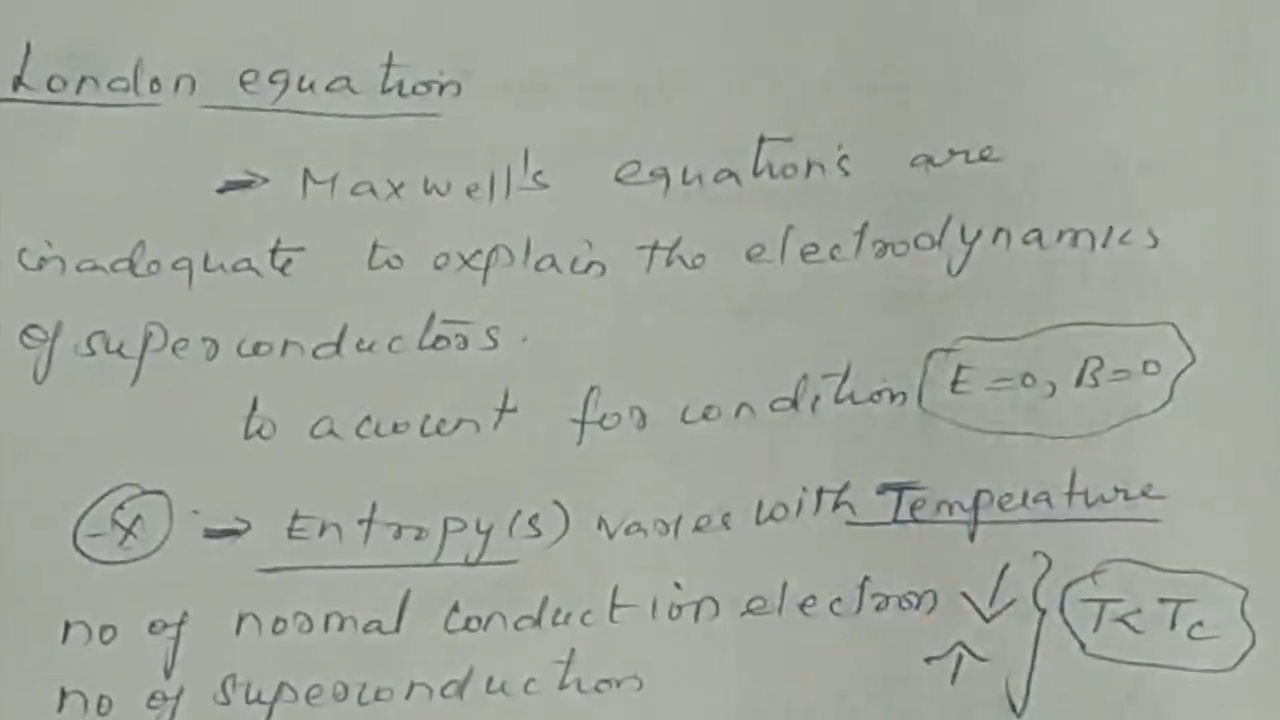 London equation
→ Maxwell's equation's are
inadequate to explain the electrodynamics
of superconductors.
to account for condition E=0, B=0
→ Entropy(s) varies with Temperature
no of normal conduction electron ↓ } T<Tc
no of superconduction ↑